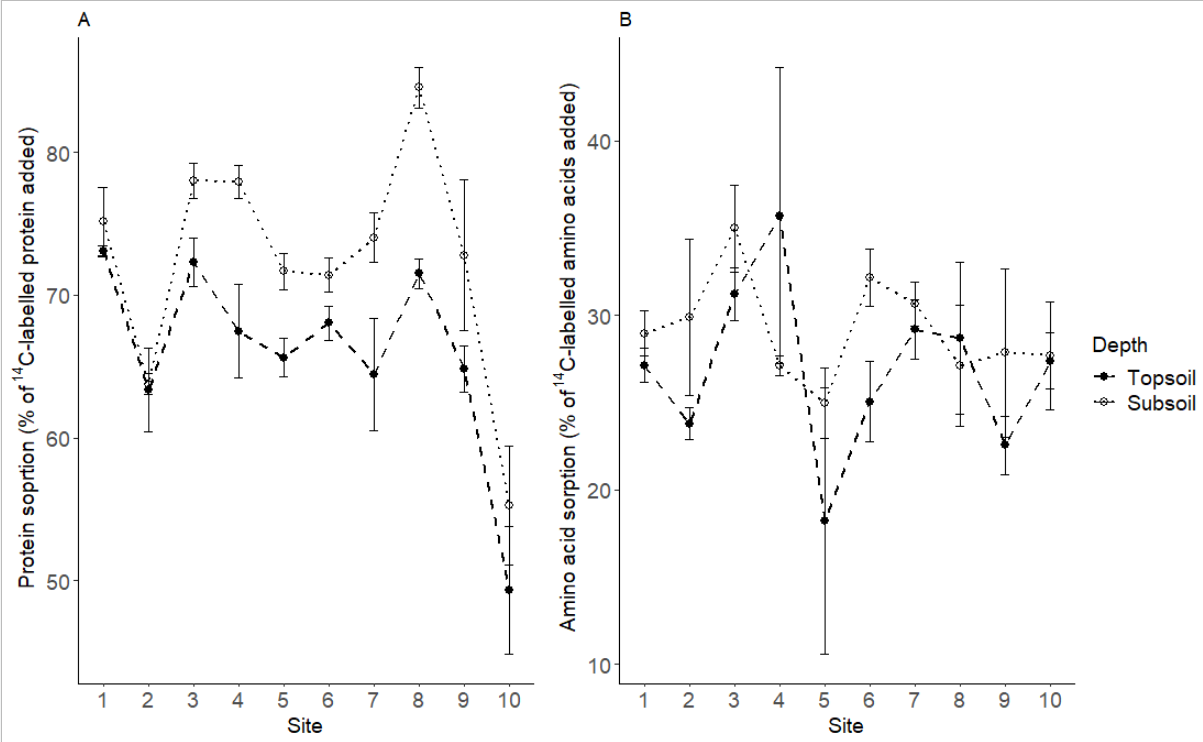 A
B
Protein soprtion (% of ¹⁴C-labelled protein added)
80
70
60
50
1 2 3 4 5 6 7 8 9 10
Site
Amino acid sorption (% of ¹⁴C-labelled amino acids added)
40
30
20
10
1 2 3 4 5 6 7 8 9 10
Site
Depth
Topsoil
Subsoil